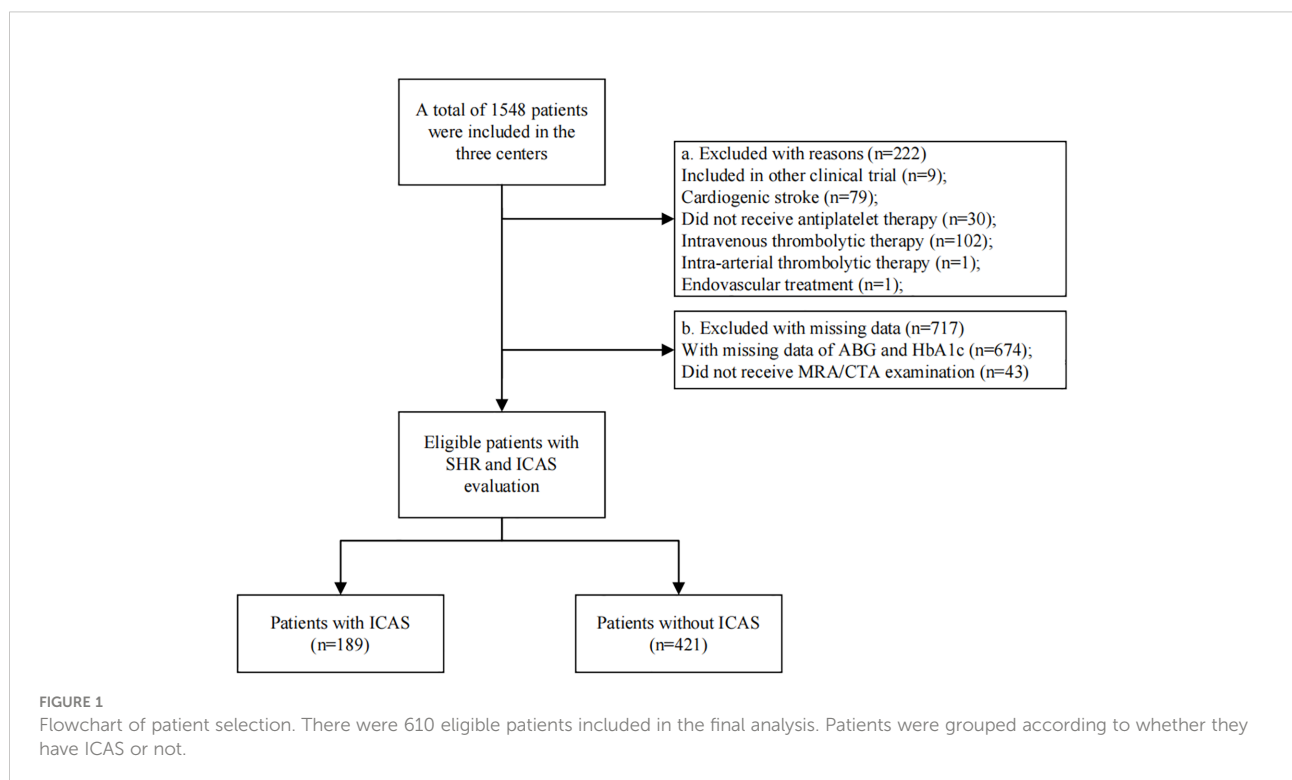 A total of 1548 patients
were included in the
three centers
a. Excluded with reasons (n=222)
Included in other clinical trial (n=9);
Cardiogenic stroke (n=79);
Did not receive antiplatelet therapy (n=30);
Intravenous thrombolytic therapy (n=102);
Intra-arterial thrombolytic therapy (n=1);
Endovascular treatment (n=1);
b. Excluded with missing data (n=717)
With missing data of ABG and HbA1c (n=674);
Did not receive MRA/CTA examination (n=43)
Eligible patients with
SHR and ICAS
evaluation
Patients with ICAS
(n=189)
Patients without ICAS
(n=421)
FIGURE 1
Flowchart of patient selection. There were 610 eligible patients included in the final analysis. Patients were grouped according to whether they
have ICAS or not.